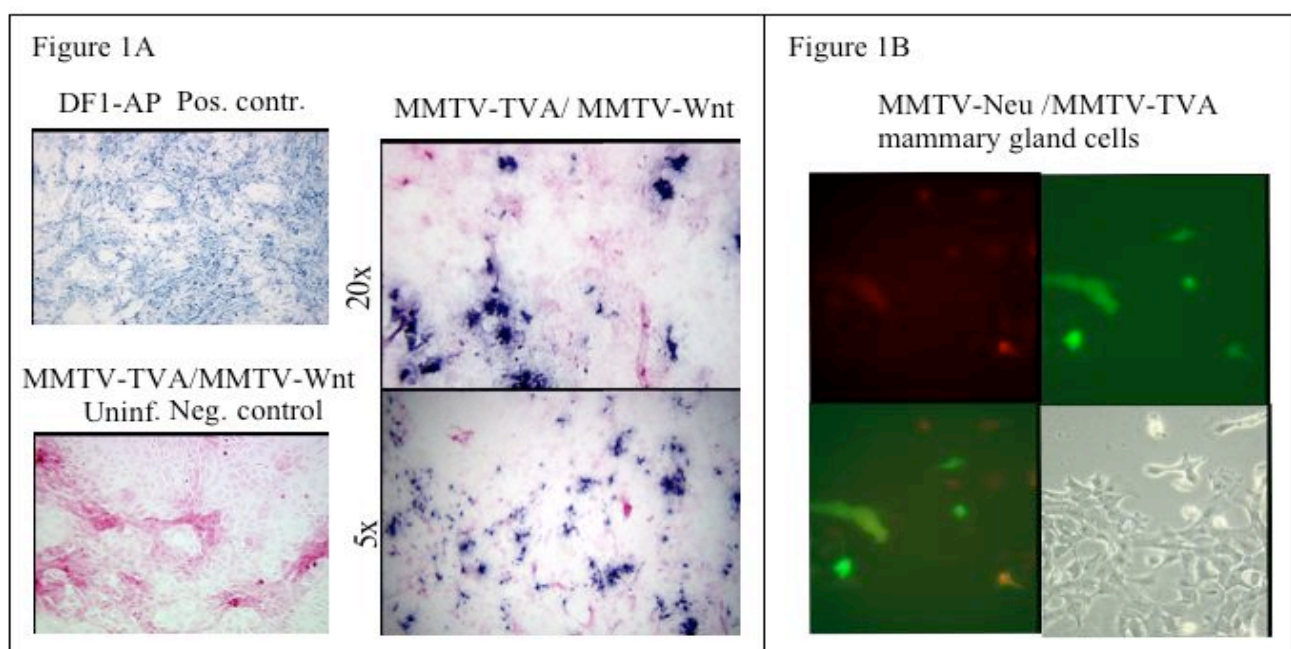 Figure 1A
DF1-AP Pos. contr.
MMTV-TVA/ MMTV-Wnt
20x
MMTV-TVA/MMTV-Wnt
Uninf. Neg. control
5x
Figure 1B
MMTV-Neu /MMTV-TVA
mammary gland cells